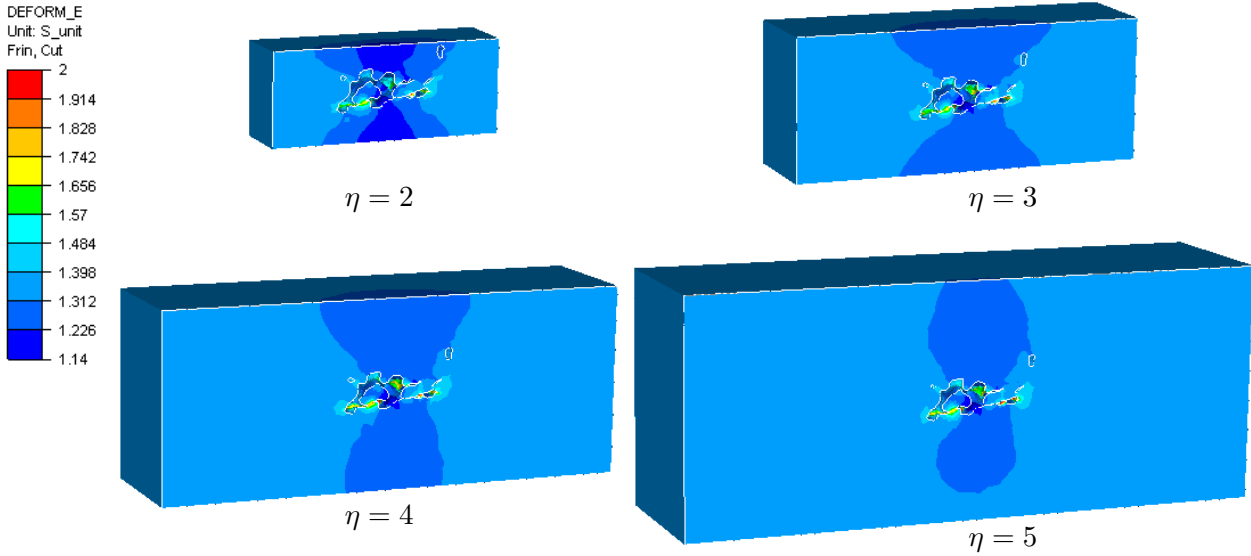 DEFORM_E
Unit: S_unit
Frin, Cut
2
1.914
1.828
1.742
1.656
1.57
1.484
1.398
1.312
1.226
1.14
η = 2
η = 3
η = 4
η = 5